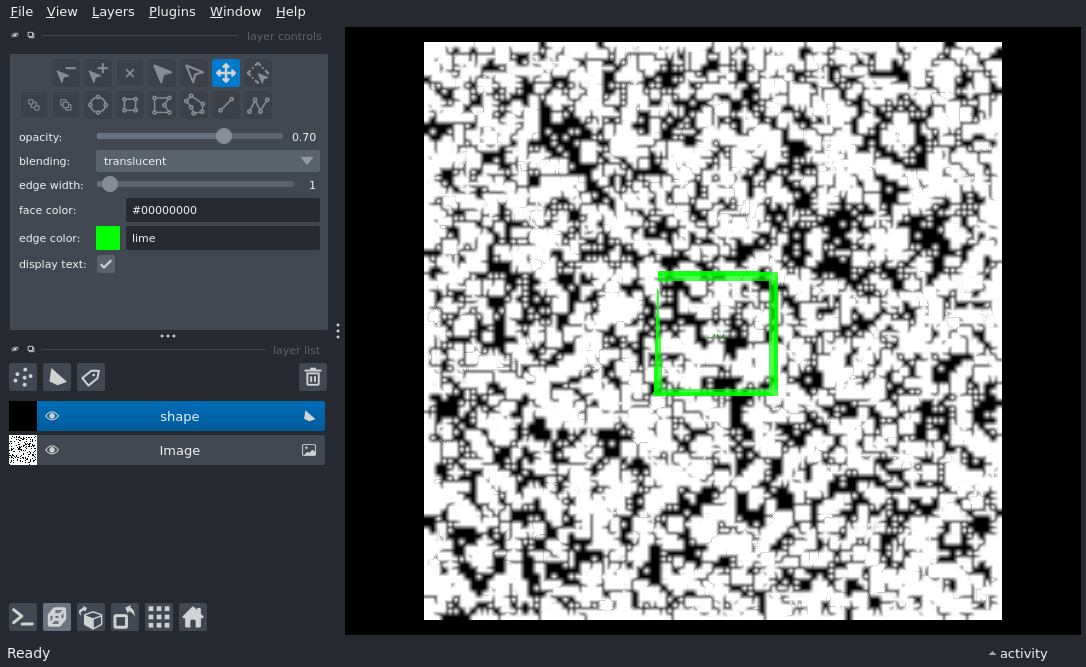 File View Layers Plugins Window Help
layer controls
opacity: 0.70
blending: translucent
edge width: 1
face color: #00000000
edge color: lime
display text:
layer list
shape
Image
Ready
activity